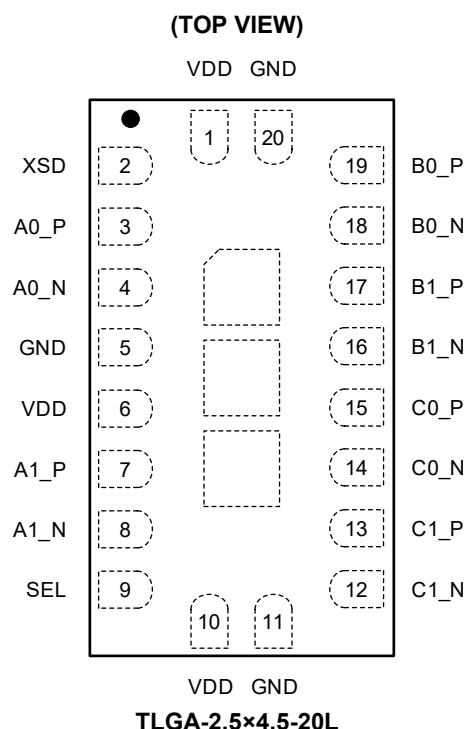 (TOP VIEW)
VDD GND
1 20
XSD 2 19 B0_P
A0_P 3 18 B0_N
A0_N 4 17 B1_P
GND 5 16 B1_N
VDD 6 15 C0_P
A1_P 7 14 C0_N
A1_N 8 13 C1_P
SEL 9 12 C1_N
10 11
VDD GND
TLGA-2.5×4.5-20L